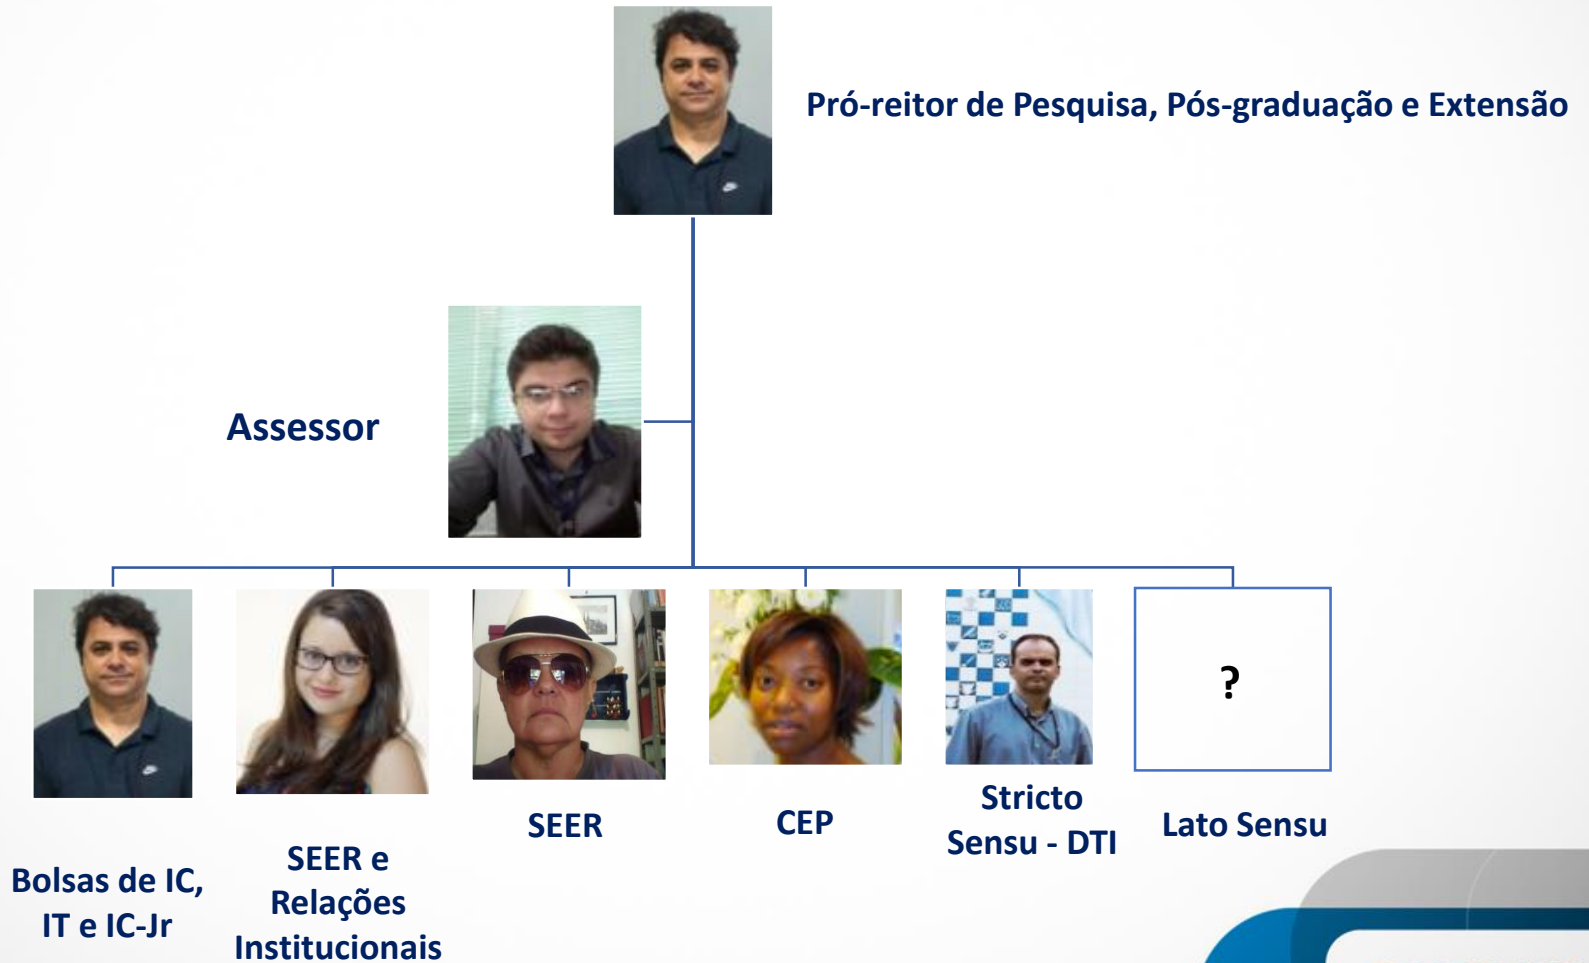 Pró-reitor de Pesquisa, Pós-graduação e Extensão
Assessor
?
Bolsas de IC,
IT e IC-Jr
SEER e
Relações
Institucionais
SEER
CEP
Stricto
Sensu - DTI
Lato Sensu